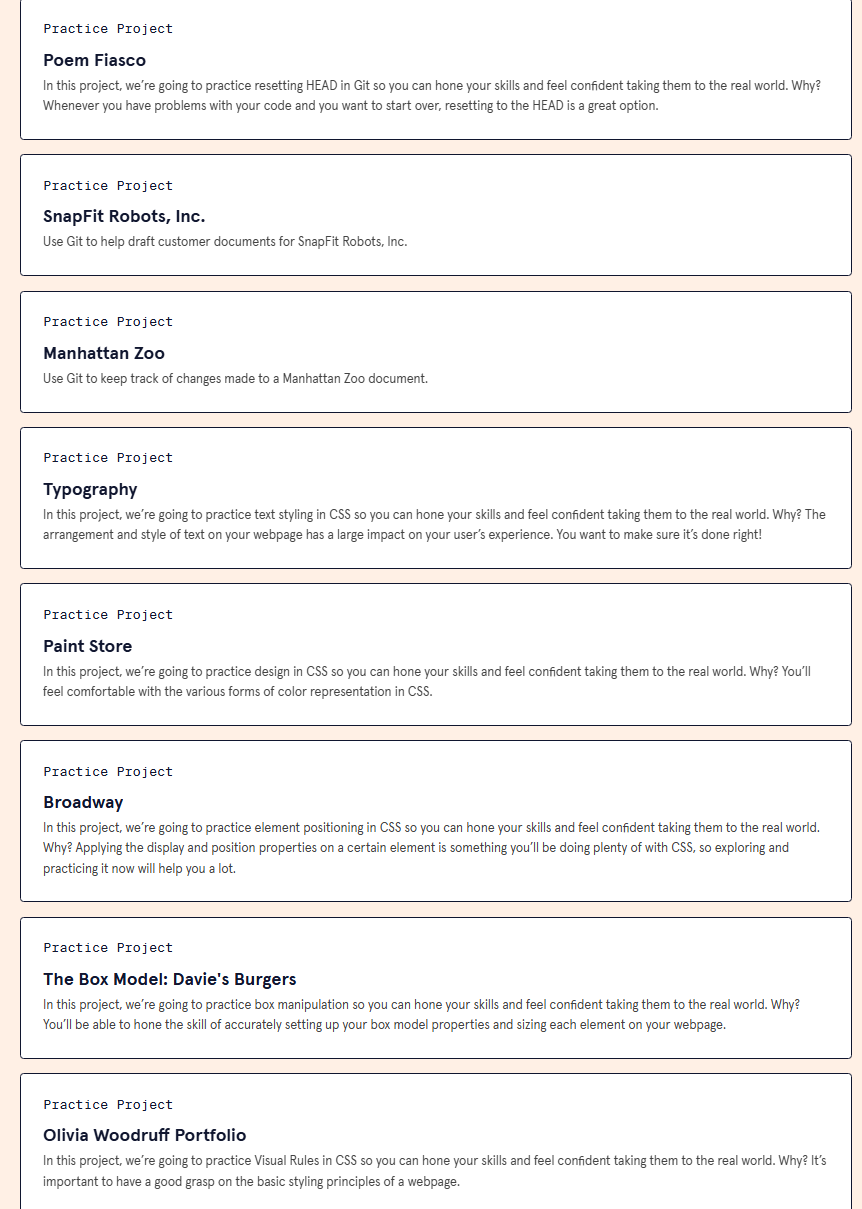 Practice Project
Poem Fiasco
In this project, we’re going to practice resetting HEAD in Git so you can hone your skills and feel confident taking them to the real world. Why?
Whenever you have problems with your code and you want to start over, resetting to the HEAD is a great option.
Practice Project
SnapFit Robots, Inc.
Use Git to help draft customer documents for SnapFit Robots, Inc.
Practice Project
Manhattan Zoo
Use Git to keep track of changes made to a Manhattan Zoo document.
Practice Project
Typography
In this project, we’re going to practice text styling in CSS so you can hone your skills and feel confident taking them to the real world. Why? The
arrangement and style of text on your webpage has a large impact on your user’s experience. You want to make sure it’s done right!
Practice Project
Paint Store
In this project, we’re going to practice design in CSS so you can hone your skills and feel confident taking them to the real world. Why? You’ll
feel comfortable with the various forms of color representation in CSS.
Practice Project
Broadway
In this project, we’re going to practice element positioning in CSS so you can hone your skills and feel confident taking them to the real world.
Why? Applying the display and position properties on a certain element is something you’ll be doing plenty of with CSS, so exploring and
practicing it now will help you a lot.
Practice Project
The Box Model: Davie's Burgers
In this project, we’re going to practice box manipulation so you can hone your skills and feel confident taking them to the real world. Why?
You’ll be able to hone the skill of accurately setting up your box model properties and sizing each element on your webpage.
Practice Project
Olivia Woodruff Portfolio
In this project, we’re going to practice Visual Rules in CSS so you can hone your skills and feel confident taking them to the real world. Why? It’s
important to have a good grasp on the basic styling principles of a webpage.